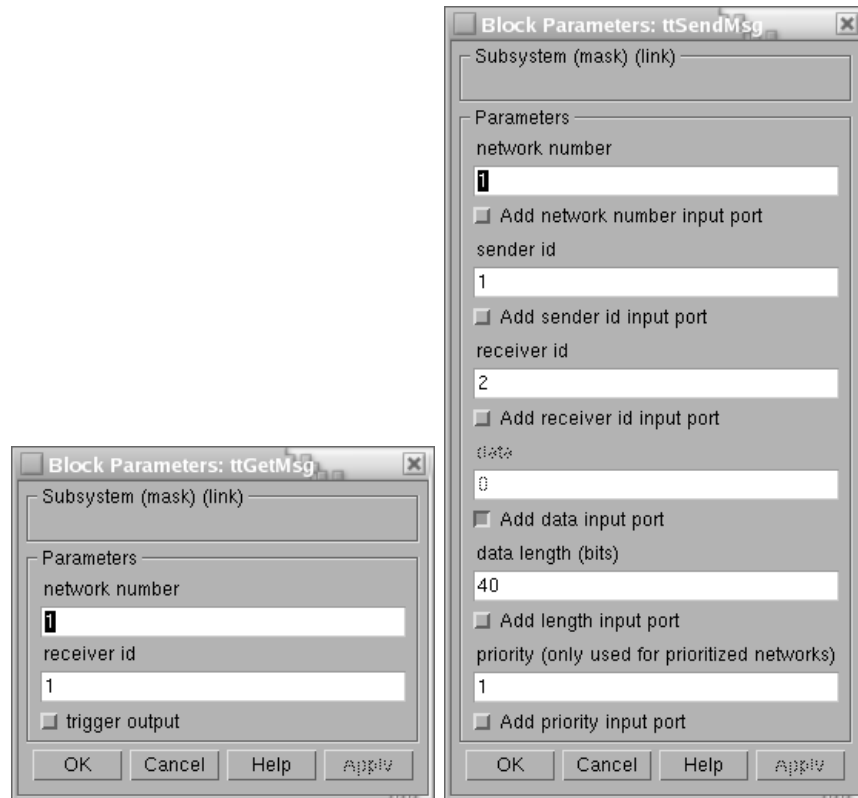 Block Parameters: ttGetMsg
Subsystem (mask) (link)
Parameters
network number
1
receiver id
1
trigger output
OK Cancel Help Apply
Block Parameters: ttSendMsg
Subsystem (mask) (link)
Parameters
network number
1
Add network number input port
sender id
1
Add sender id input port
receiver id
2
Add receiver id input port
data
0
Add data input port
data length (bits)
40
Add length input port
priority (only used for prioritized networks)
1
Add priority input port
OK Cancel Help Apply